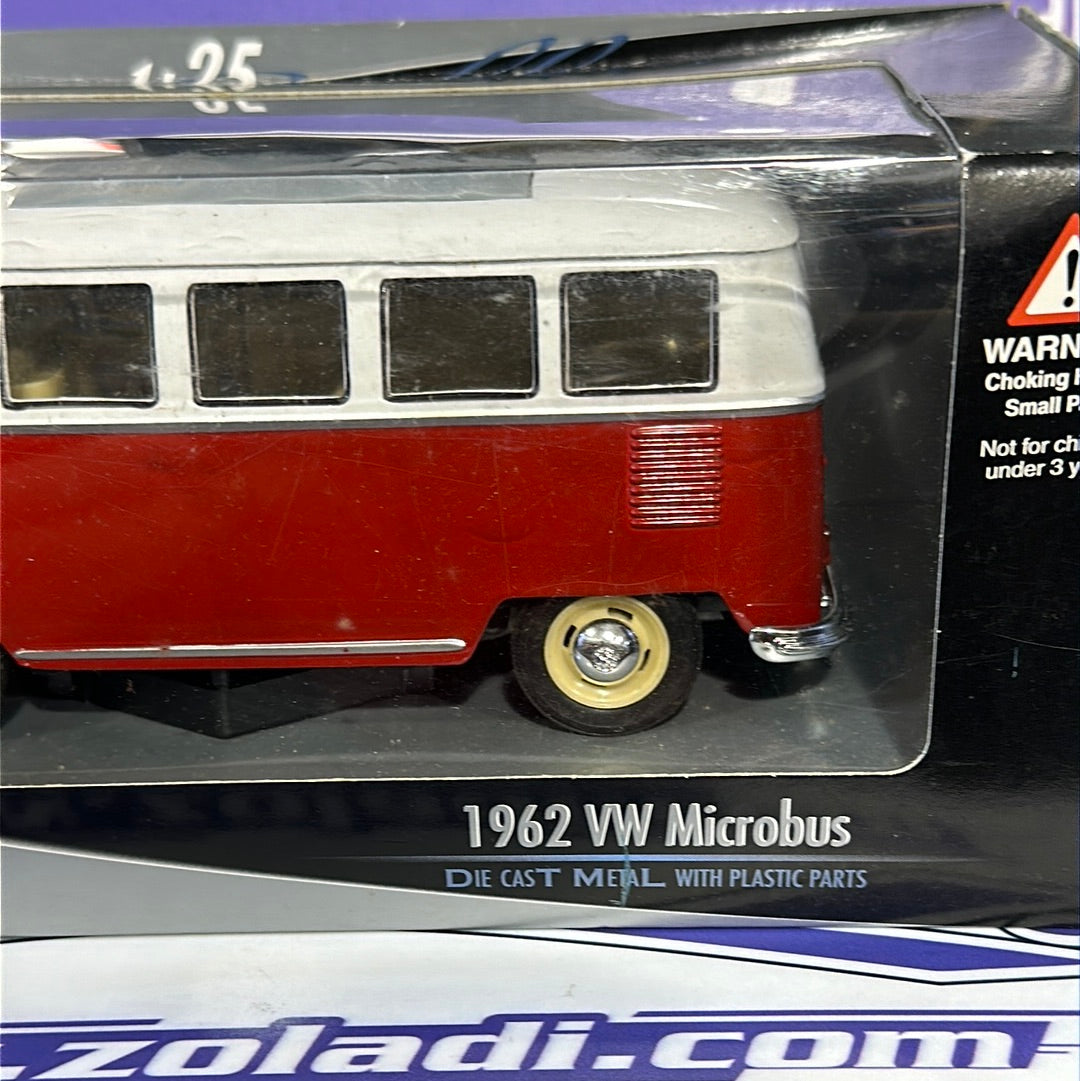 1:25
WARN
Choking
Small P
Not for ch
under 3 y
1962 VW Microbus
DIE CAST METAL WITH PLASTIC PARTS
.zoladi.com